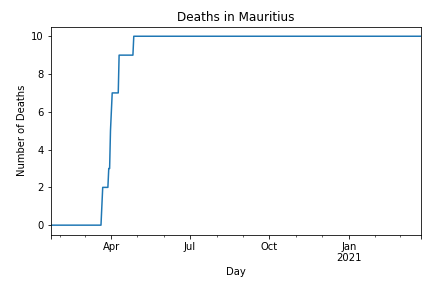 Deaths in Mauritius
Number of Deaths
10
8
6
4
2
0
Apr
Jul
Oct
Jan
2021
Day